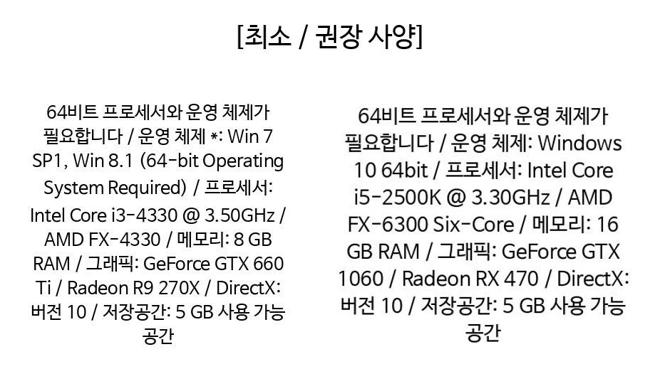 [최소 / 권장 사양]
64비트 프로세서와 운영 체제가
필요합니다 / 운영 체제 *: Win 7
SP1, Win 8.1 (64-bit Operating
System Required) / 프로세서:
Intel Core i3-4330 @ 3.50GHz /
AMD FX-4330 / 메모리: 8 GB
RAM / 그래픽: GeForce GTX 660
Ti / Radeon R9 270X / DirectX:
버전 10 / 저장공간: 5 GB 사용 가능
공간
64비트 프로세서와 운영 체제가
필요합니다 / 운영 체제: Windows
10 64bit / 프로세서: Intel Core
i5-2500K @ 3.30GHz / AMD
FX-6300 Six-Core / 메모리: 16
GB RAM / 그래픽: GeForce GTX
1060 / Radeon RX 470 / DirectX:
버전 10 / 저장공간: 5 GB 사용 가능
공간